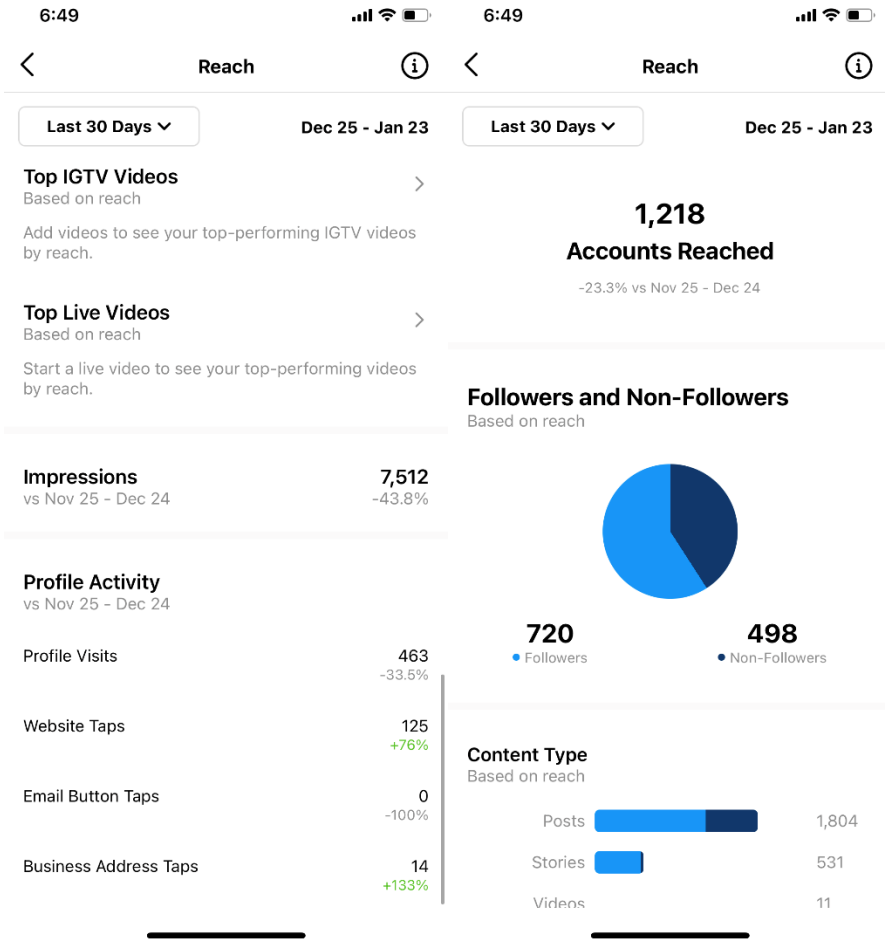 6:49
Reach
Last 30 Days
Dec 25 - Jan 23
Top IGTV Videos
Based on reach
Add videos to see your top-performing IGTV videos
by reach.
Top Live Videos
Based on reach
Start a live video to see your top-performing videos
by reach.
Impressions
7,512
vs Nov 25 - Dec 24
-43.8%
Profile Activity
vs Nov 25 - Dec 24
Profile Visits
463
-33.5%
Website Taps
125
+76%
Email Button Taps
0
-100%
Business Address Taps
14
+133%
6:49
Reach
Last 30 Days
Dec 25 - Jan 23
1,218
Accounts Reached
-23.3% vs Nov 25 - Dec 24
Followers and Non-Followers
Based on reach
720
Followers
498
Non-Followers
Content Type
Based on reach
Posts
1,804
Stories
531
Videos
11